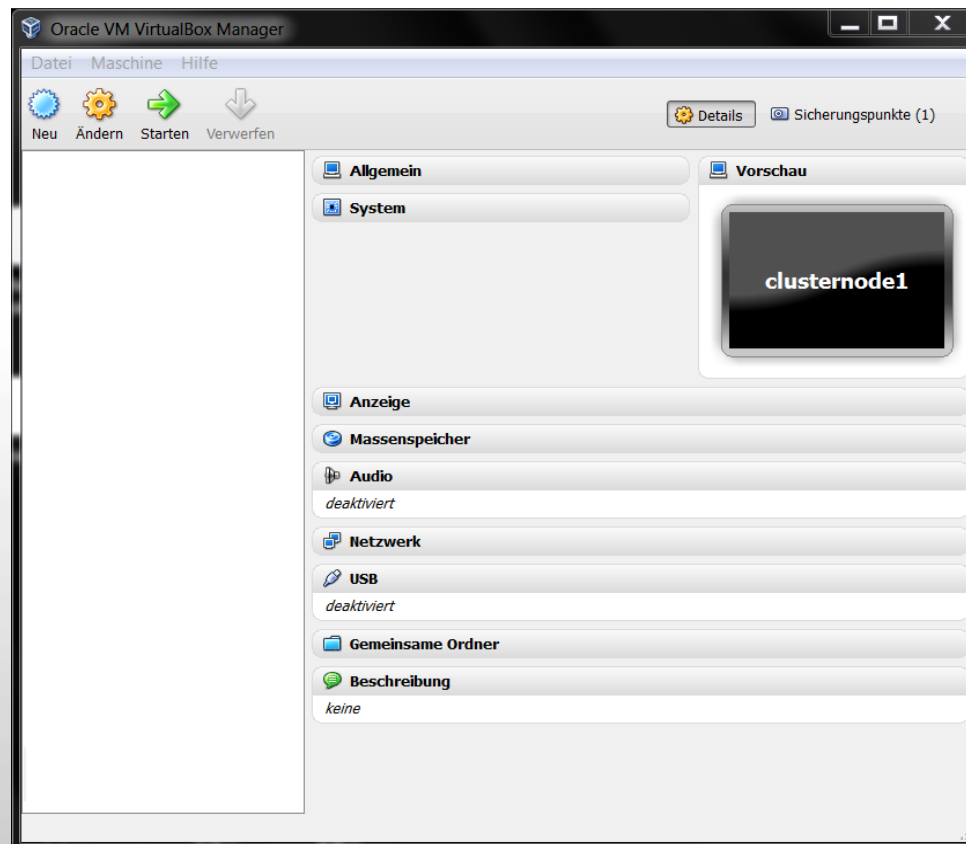 Oracle VM VirtualBox Manager
Datei Maschine Hilfe
Neu Ändern Starten Verwerfen
Details Sicherungspunkte (1)
Allgemein
System
Vorschau
clusternode1
Anzeige
Massenspeicher
Audio
deaktiviert
Netzwerk
USB
deaktiviert
Gemeinsame Ordner
Beschreibung
keine